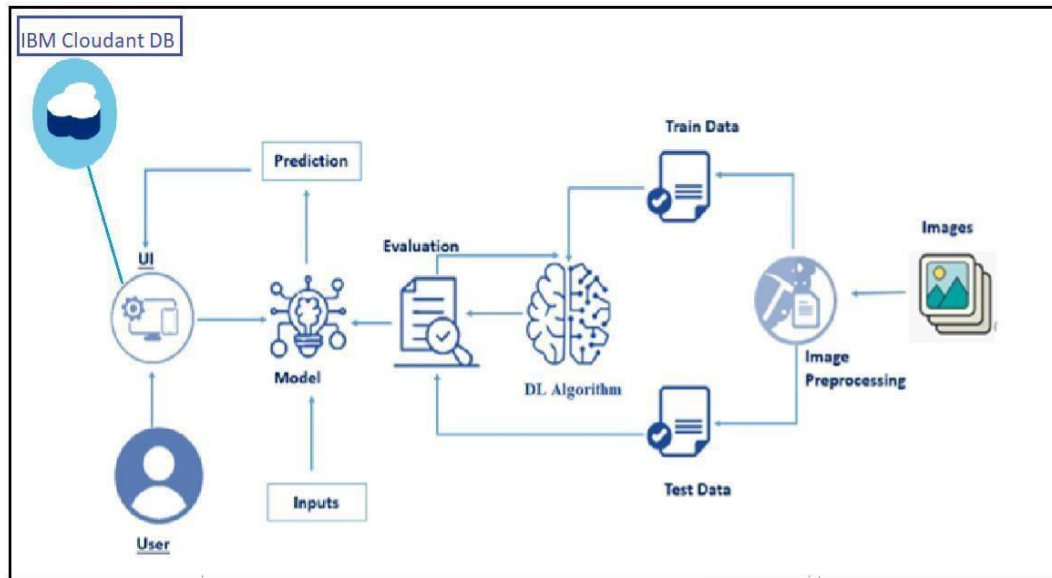 IBM Cloudant DB
Train Data
Prediction
Images
Evaluation
UI
Image
Preprocessing
Model
DL Algorithm
Test Data
Inputs
User